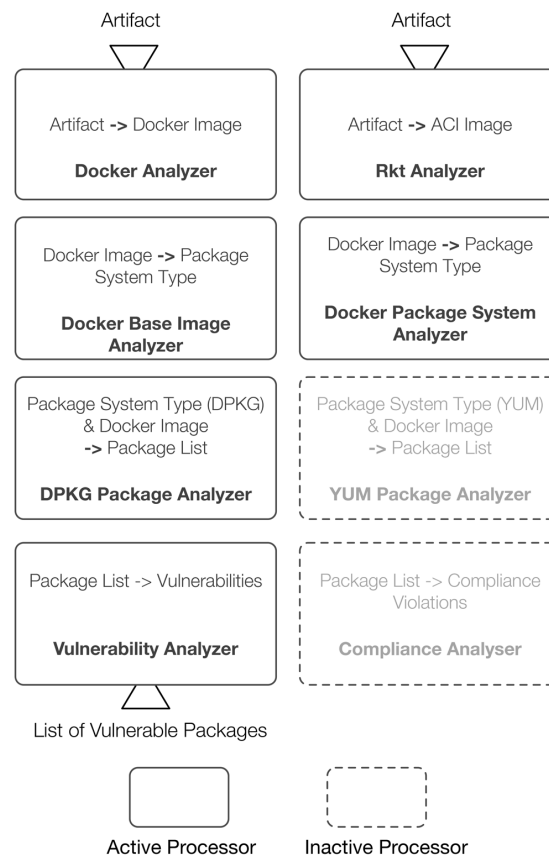 Artifact
Artifact
Artifact -> Docker Image
Docker Analyzer
Artifact -> ACI Image
Rkt Analyzer
Docker Image -> Package
System Type
Docker Base Image
Analyzer
Docker Image -> Package
System Type
Docker Package System
Analyzer
Package System Type (DPKG)
& Docker Image
-> Package List
DPKG Package Analyzer
Package System Type (YUM)
& Docker Image
-> Package List
YUM Package Analyzer
Package List -> Vulnerabilities
Vulnerability Analyzer
Package List -> Compliance
Violations
Compliance Analyser
List of Vulnerable Packages
Active Processor
Inactive Processor